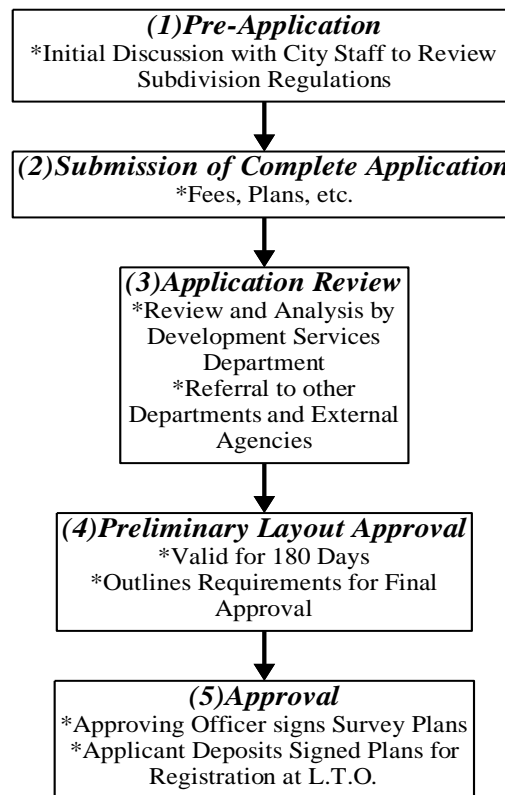 (1)Pre-Application
*Initial Discussion with City Staff to Review
Subdivision Regulations
(2)Submission of Complete Application
*Fees, Plans, etc.
(3)Application Review
*Review and Analysis by
Development Services
Department
*Referral to other
Departments and External
Agencies
(4)Preliminary Layout Approval
*Valid for 180 Days
*Outlines Requirements for Final
Approval
(5)Approval
*Approving Officer signs Survey Plans
*Applicant Deposits Signed Plans for
Registration at L.T.O.